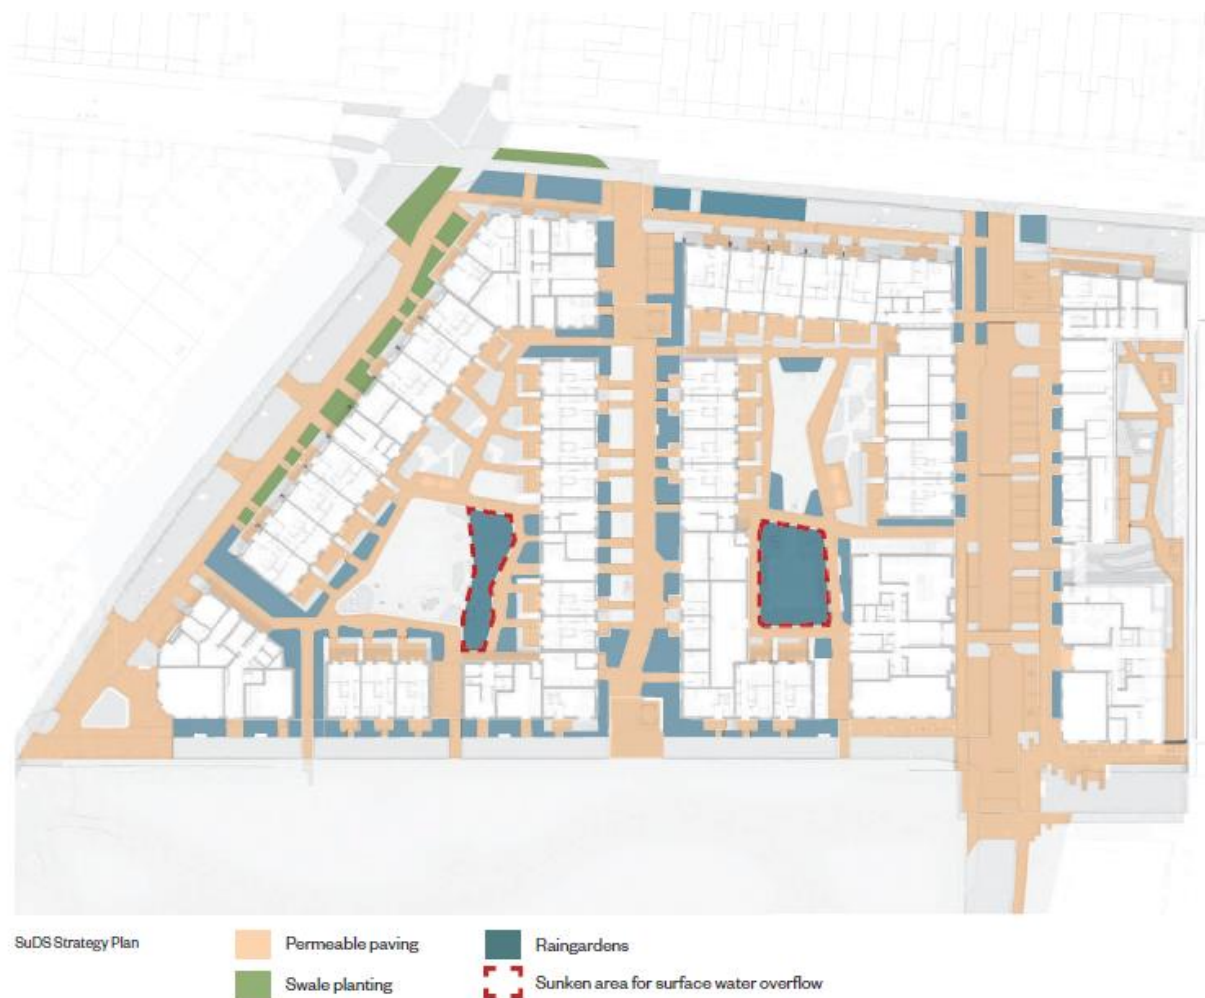 SuDS Strategy Plan
Permeable paving
Raingardens
Swale planting
Sunken area for surface water overflow